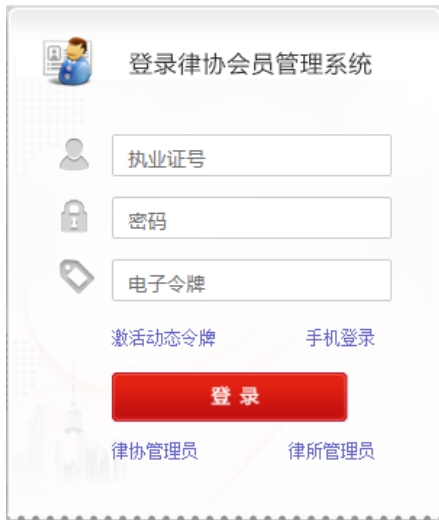 登录律协会员管理系统
执业证号
密码
电子令牌
激活动态令牌 手机登录
登 录
律协管理员 律所管理员